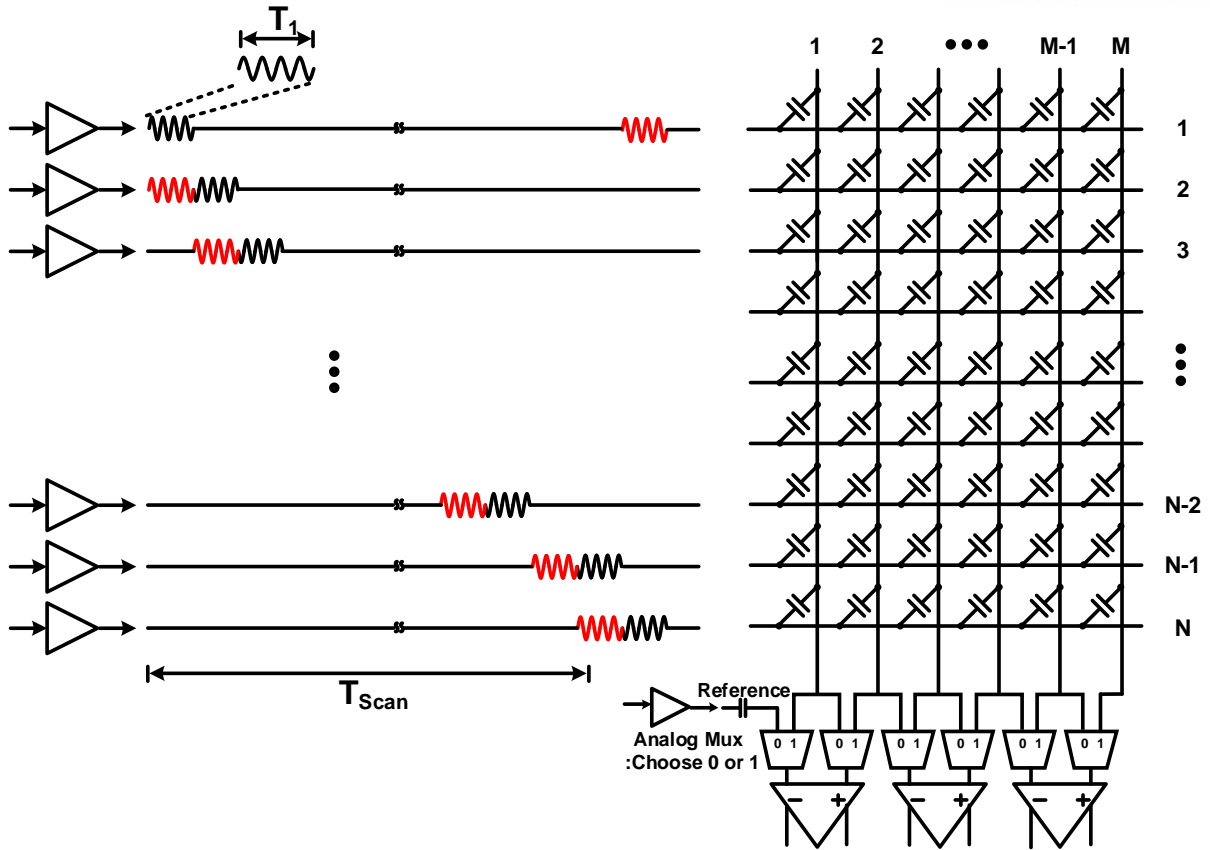 T1
1 2 ••• M-1 M
1
2
3
N-2
N-1
N
TScan
Reference
Analog Mux
:Choose 0 or 1
0 1 0 1 0 1 0 1 0 1 0 1
− + − + − +